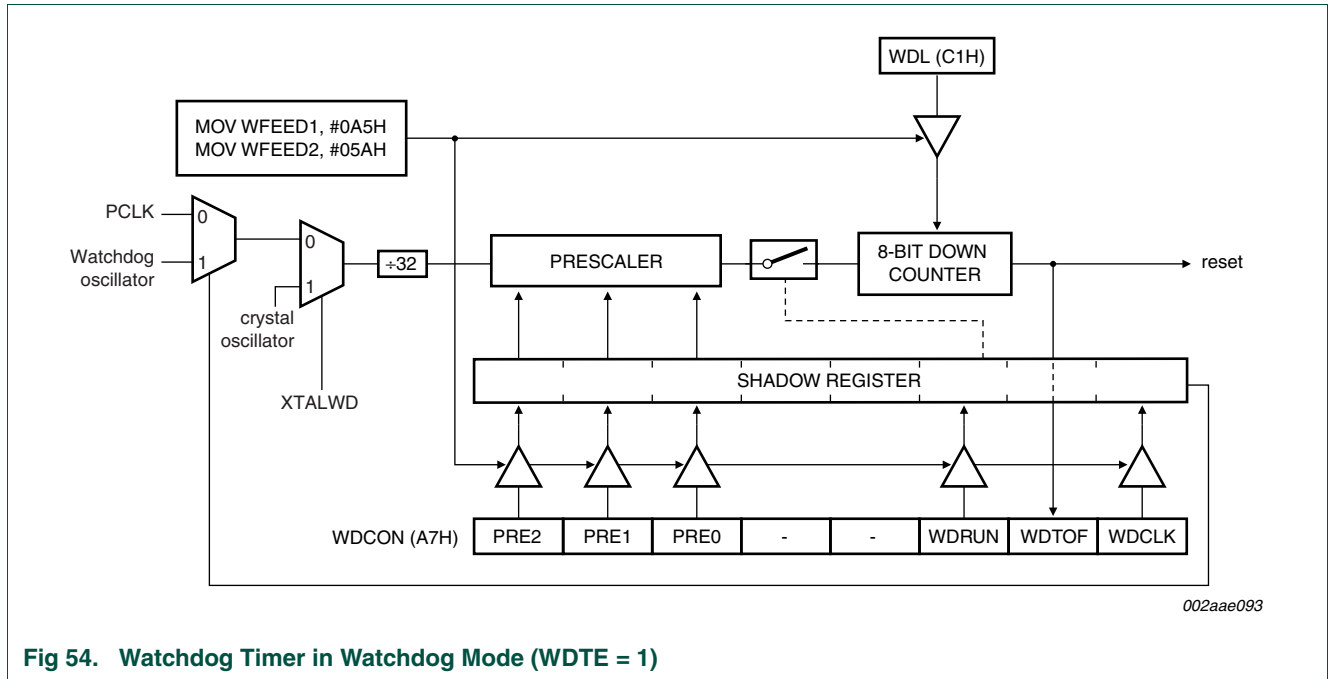 WDL (C1H)
MOV WFEED1, #0A5H
MOV WFEED2, #05AH
PCLK
0
Watchdog
oscillator
1
0
1
crystal
oscillator
XTALWD
÷32
PRESCALER
8-BIT DOWN
COUNTER
reset
SHADOW REGISTER
WDCON (A7H)
PRE2
PRE1
PRE0
-
-
WDRUN
WDTOF
WDCLK
002aae093
Fig 54. Watchdog Timer in Watchdog Mode (WDTE = 1)